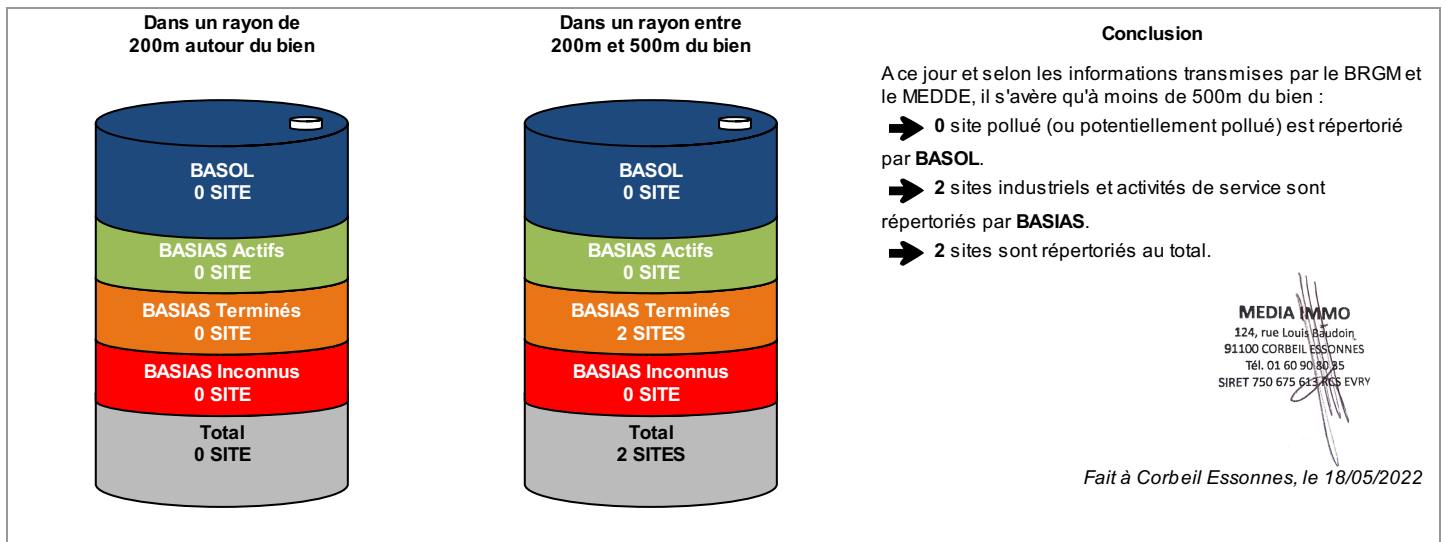 Dans un rayon de
200m autour du bien
BASOL
0 SITE
BASIAS Actifs
0 SITE
BASIAS Terminés
0 SITE
BASIAS Inconnus
0 SITE
Total
0 SITE
Dans un rayon entre
200m et 500m du bien
BASOL
0 SITE
BASIAS Actifs
0 SITE
BASIAS Terminés
2 SITES
BASIAS Inconnus
0 SITE
Total
2 SITES
Conclusion
A ce jour et selon les informations transmises par le BRGM et
le MEDDE, il s'avère qu'à moins de 500m du bien :
0 site pollué (ou potentiellement pollué) est répertorié
par BASOL.
2 sites industriels et activités de service sont
répertoriés par BASIAS.
2 sites sont répertoriés au total.
MEDIA IMMO
124, rue Louis Baudoin
91100 CORBEIL ESSONNES
Tél. 01 60 90 80 85
SIRET 750 675 613 RCS EVRY
Fait à Corbeil Essonnes, le 18/05/2022